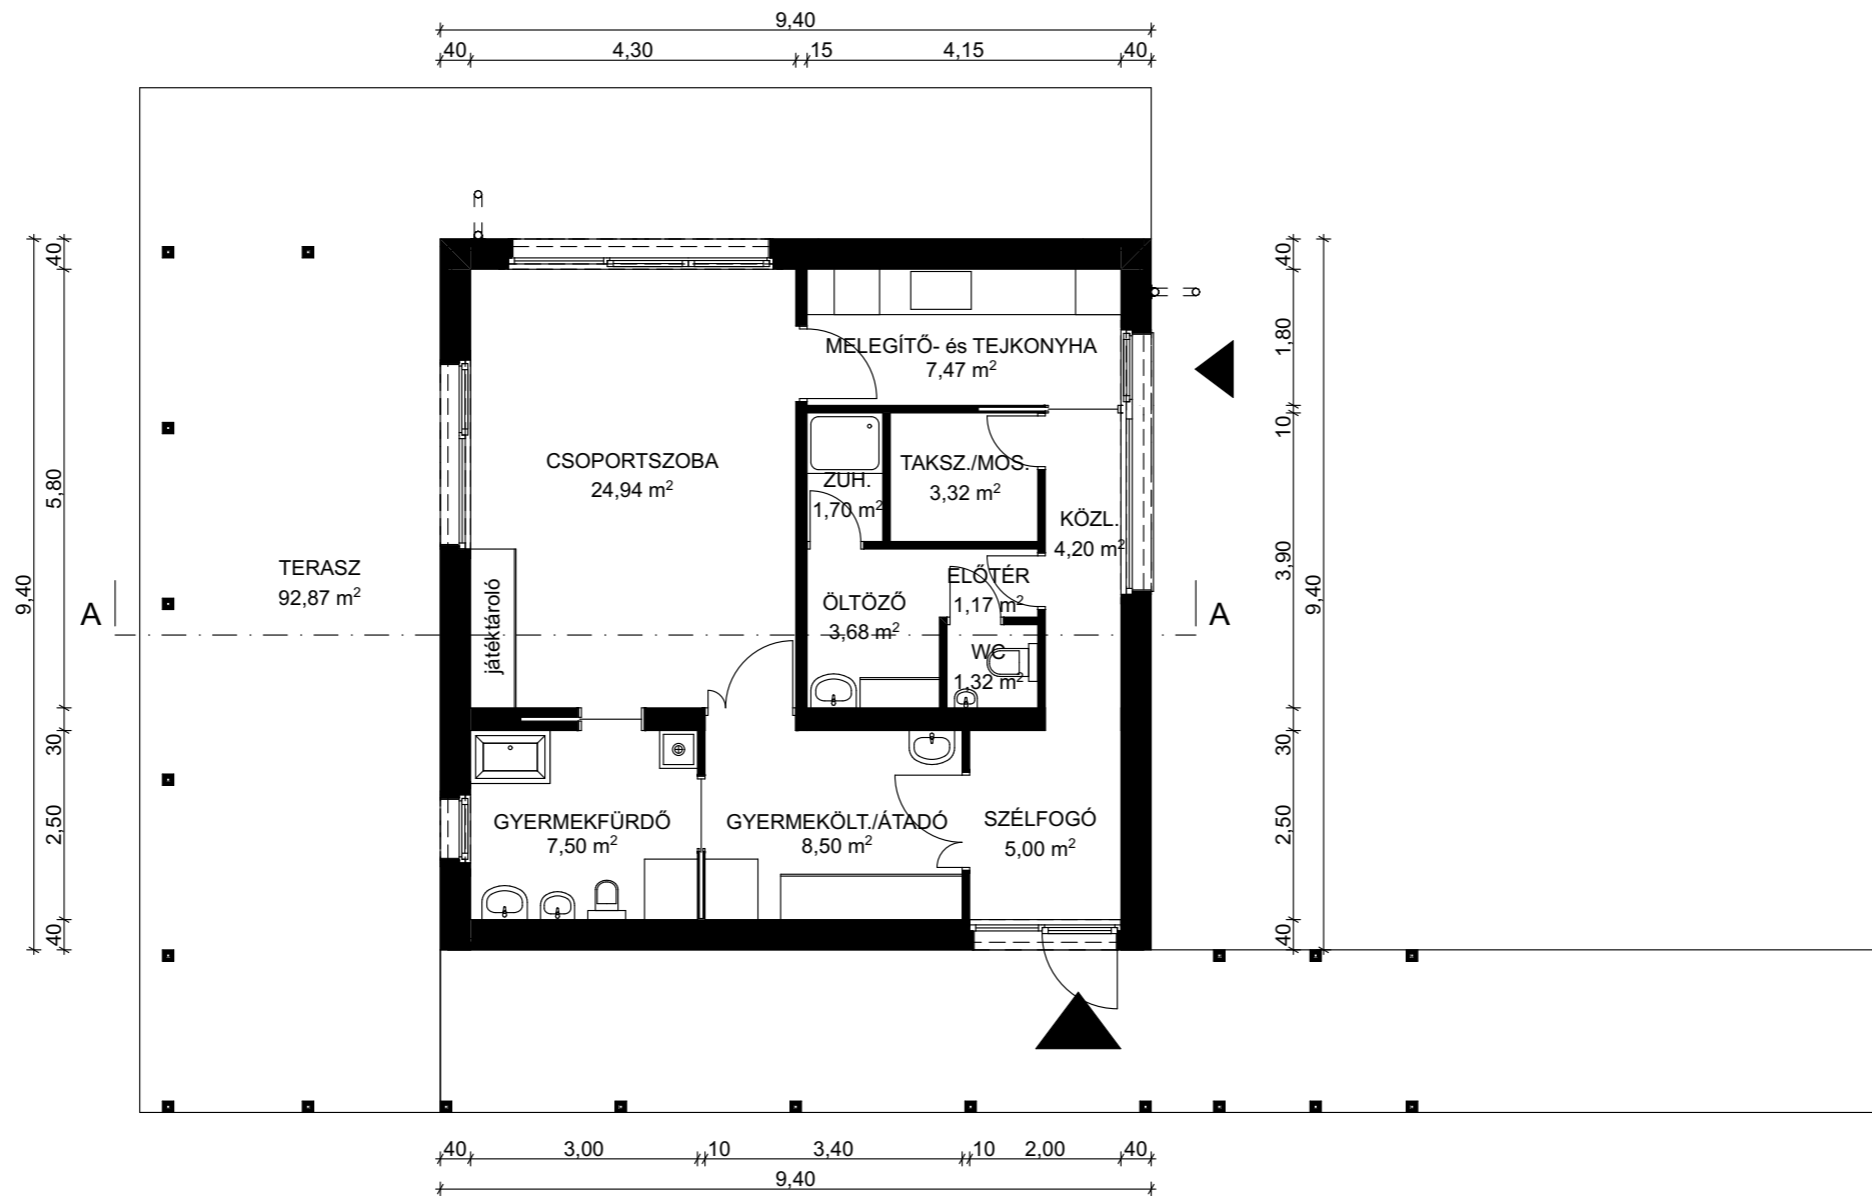 9,40
40 4,30 15 4,15 40
40
5,80
30
2,50
40
9,40
TERASZ
92,87 m²
A
CSOPORTSZOBA
24,94 m²
játéktároló
MELEGÍTŐ- és TEJKONYHA
7,47 m²
ZUH.
1,70 m²
TAKSZ./MOS.
3,32 m²
KÖZL.
4,20 m²
ELŐTÉR
1,17 m²
ÖLTÖZŐ
3,68 m²
WC
1,32 m²
GYERMEKFÜRDŐ
7,50 m²
GYERMEKÖLT./ÁTADÓ
8,50 m²
SZÉLFOGÓ
5,00 m²
A
40
1,80
10
3,90
30
2,50
40
9,40
40 3,00 10 3,40 10 2,00 40
9,40